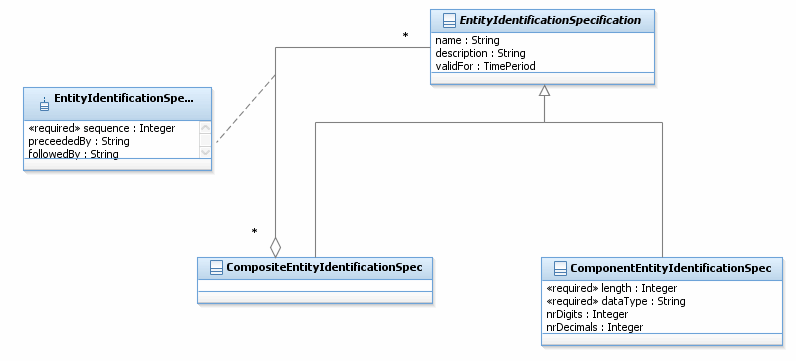 EntityIdentificationSpecification
name : String
description : String
validFor : TimePeriod
*
EntityIdentificationSpe...
«required» sequence : Integer
preceededBy : String
followedBy : String
*
CompositeEntityIdentificationSpec
ComponentEntityIdentificationSpec
«required» length : Integer
«required» dataType : String
nrDigits : Integer
nrDecimals : Integer